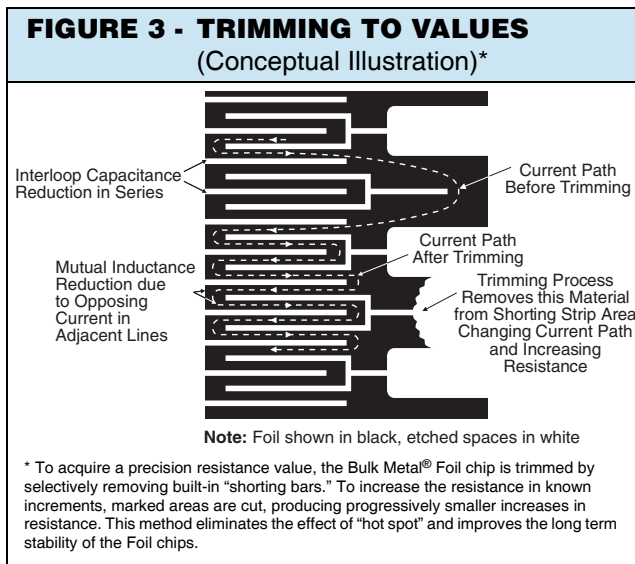 FIGURE 3 - TRIMMING TO VALUES
(Conceptual Illustration)*
Interloop Capacitance
Reduction in Series
Current Path
Before Trimming
Current Path
After Trimming
Mutual Inductance
Reduction due
to Opposing
Current in
Adjacent Lines
Trimming Process
Removes this Material
from Shorting Strip Area
Changing Current Path
and Increasing
Resistance
Note: Foil shown in black, etched spaces in white
* To acquire a precision resistance value, the Bulk Metal® Foil chip is trimmed by
selectively removing built-in “shorting bars.” To increase the resistance in known
increments, marked areas are cut, producing progressively smaller increases in
resistance. This method eliminates the effect of “hot spot” and improves the long term
stability of the Foil chips.